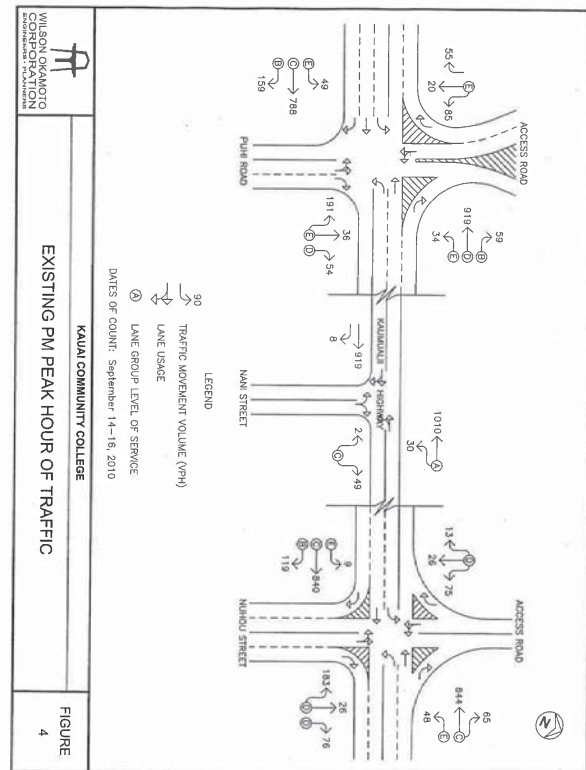 ACCESS ROAD
55
20
E
85
49
E
788
C
B
159
PUHI ROAD
191
36
E
D
54
59
B
919
D
E
34
KAUMUALII
HIGHWAY
919
8
NANI STREET
1010
A
30
2
C
49
ACCESS ROAD
13
26
D
75
9
E
840
C
B
119
NUHOU STREET
183
26
D
D
76
65
844
C
E
48
N
LEGEND
90
TRAFFIC MOVEMENT VOLUME (VPH)
LANE USAGE
A LANE GROUP LEVEL OF SERVICE
DATES OF COUNT: September 14-16, 2010
WILSON OKAMOTO
CORPORATION
ENGINEERS · PLANNERS
KAUAI COMMUNITY COLLEGE
EXISTING PM PEAK HOUR OF TRAFFIC
FIGURE
4